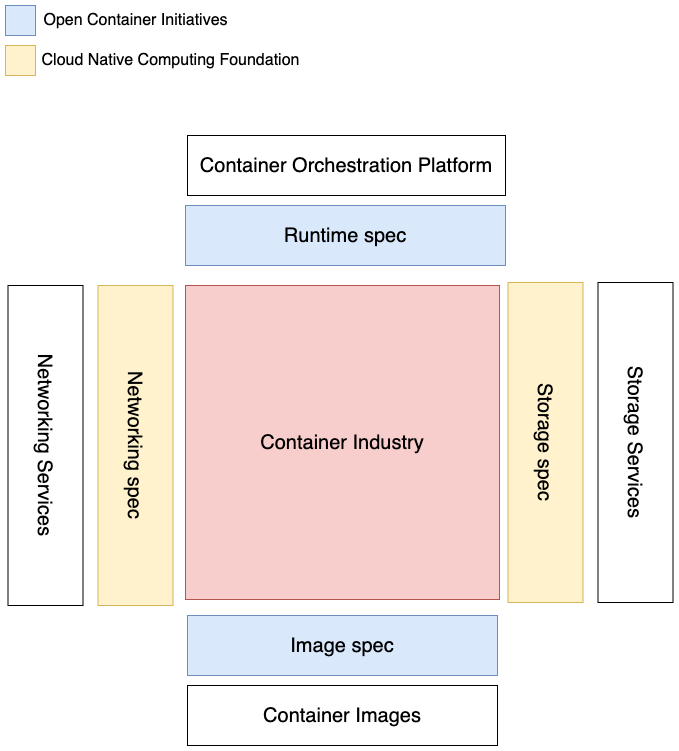 Open Container Initiatives
Cloud Native Computing Foundation
Container Orchestration Platform
Runtime spec
Networking Services
Networking spec
Container Industry
Storage spec
Storage Services
Image spec
Container Images